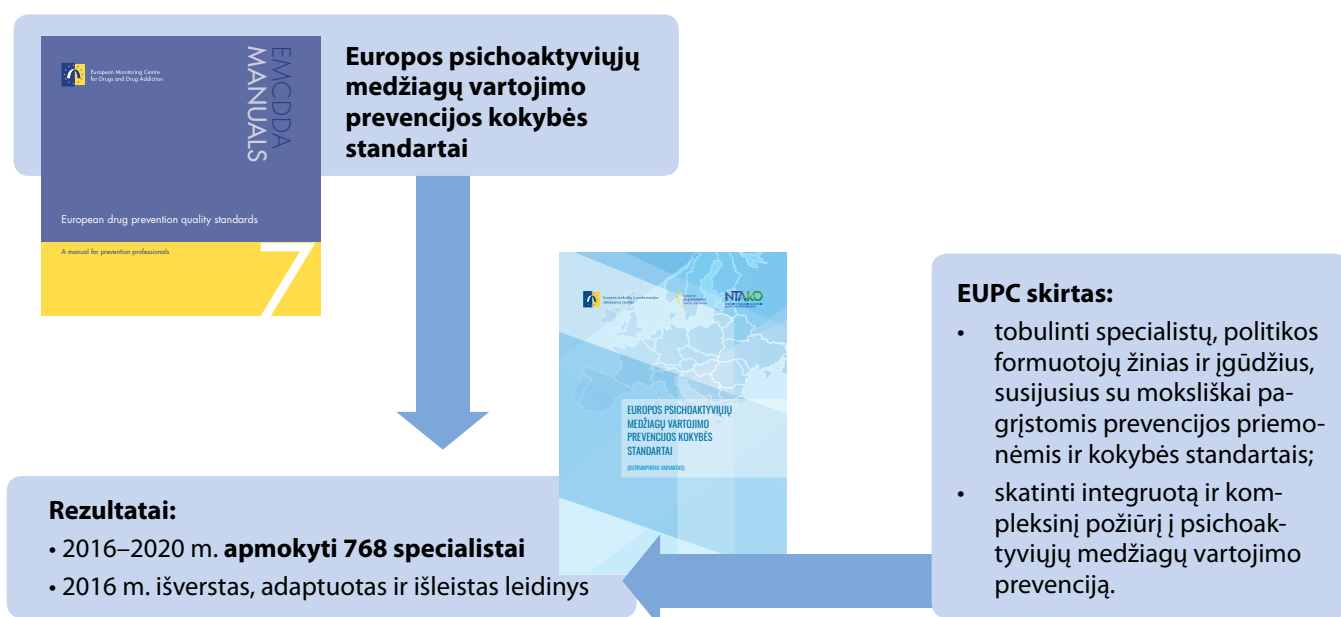 European Monitoring Centre
for Drugs and Drug Addiction
EMCDDA
MANUALS
European drug prevention quality standards
A manual for prevention professionals
7
Europos psichoaktyviųjų
medžiagų vartojimo
prevencijos kokybės
standartai
NTAKD
EUROPOS PSICHOAKTYVIŲJŲ
MEDŽIAGŲ VARTOJIMO
PREVENCIJOS KOKYBĖS
STANDARTAI
(SUTRUMPINTAS VARIANTAS)
EUPC skirtas:
• tobulinti specialistų, politikos
formuotojų žinias ir įgūdžius,
susijusius su moksliškai pa-
grįstomis prevencijos priemo-
nėmis ir kokybės standartais;
• skatinti integruotą ir kom-
pleksinį požiūrį į psichoak-
tyviųjų medžiagų vartojimo
prevenciją.
Rezultatai:
• 2016–2020 m. apmokyti 768 specialistai
• 2016 m. išverstas, adaptuotas ir išleistas leidinys